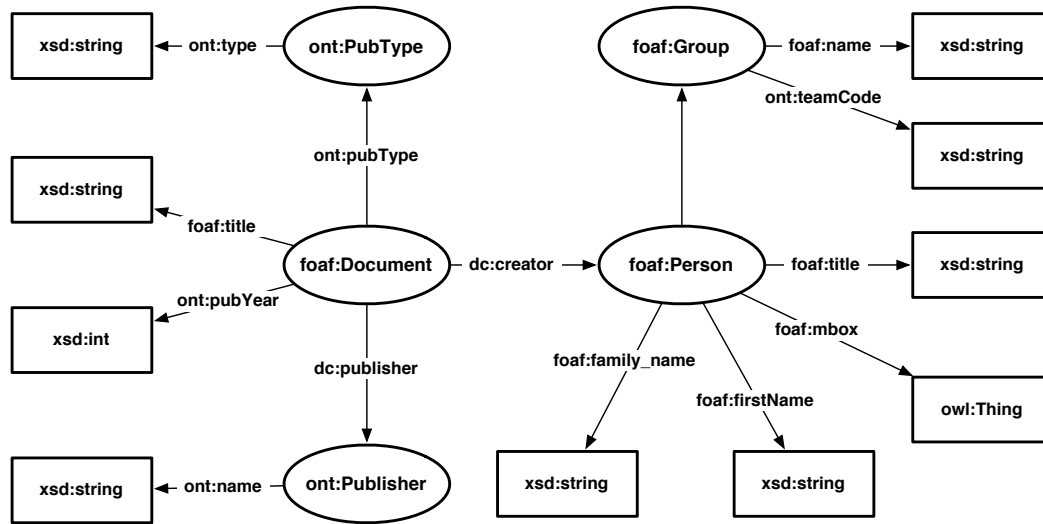 xsd:string
ont:type
ont:PubType
foaf:Group
foaf:name
xsd:string
ont:teamCode
xsd:string
ont:pubType
xsd:string
foaf:title
foaf:Document
dc:creator
foaf:Person
foaf:title
xsd:string
ont:pubYear
xsd:int
foaf:mbox
foaf:family_name
dc:publisher
foaf:firstName
owl:Thing
xsd:string
ont:name
ont:Publisher
xsd:string
xsd:string